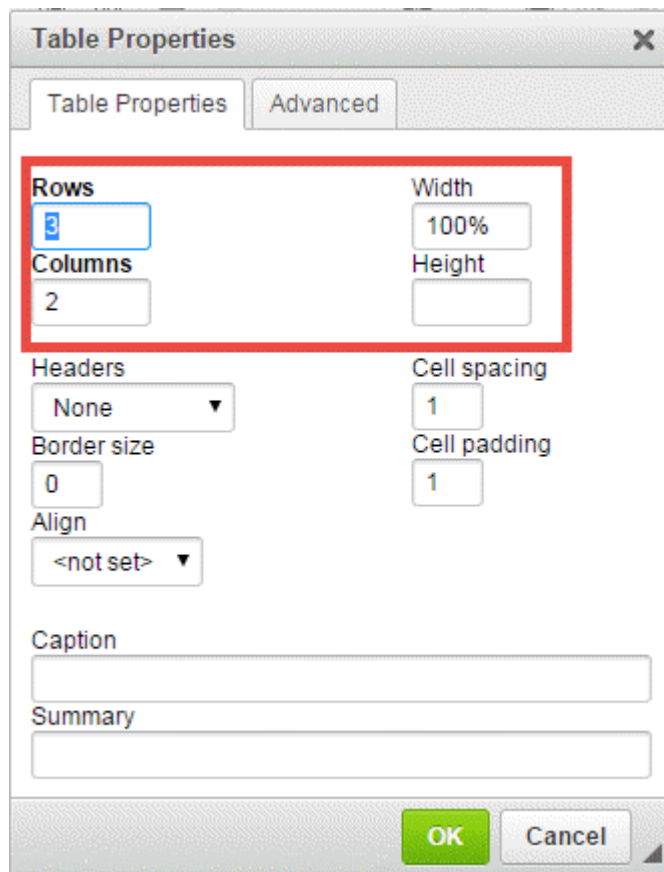 Table Properties
Table Properties Advanced
Rows Width
3 100%
Columns Height
2
Headers Cell spacing
None 1
Border size Cell padding
0 1
Align
<not set>
Caption
Summary
OK Cancel